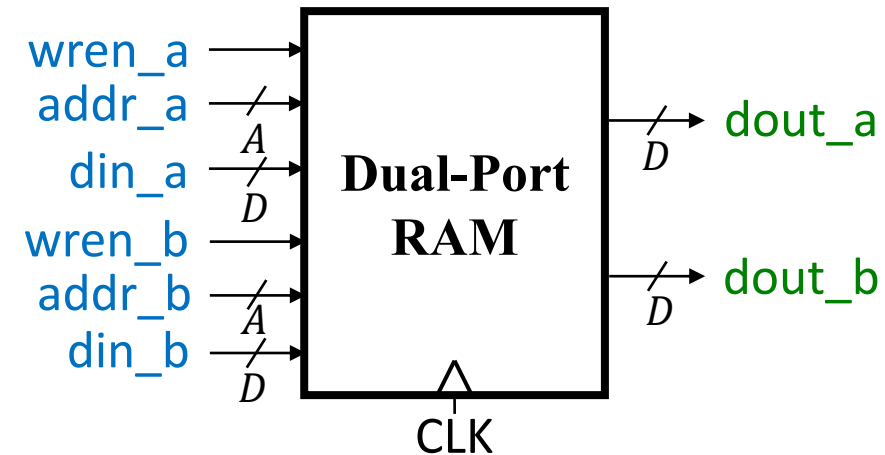 wren_a
addr_a
A
din_a
D
wren_b
addr_b
A
din_b
D
Dual-Port
RAM
CLK
dout_a
D
dout_b
D